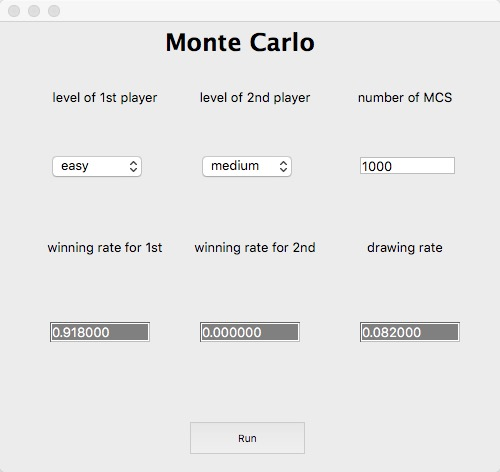 Monte Carlo
level of 1st player level of 2nd player number of MCS
easy medium 1000
winning rate for 1st winning rate for 2nd drawing rate
0.918000 0.000000 0.082000
Run